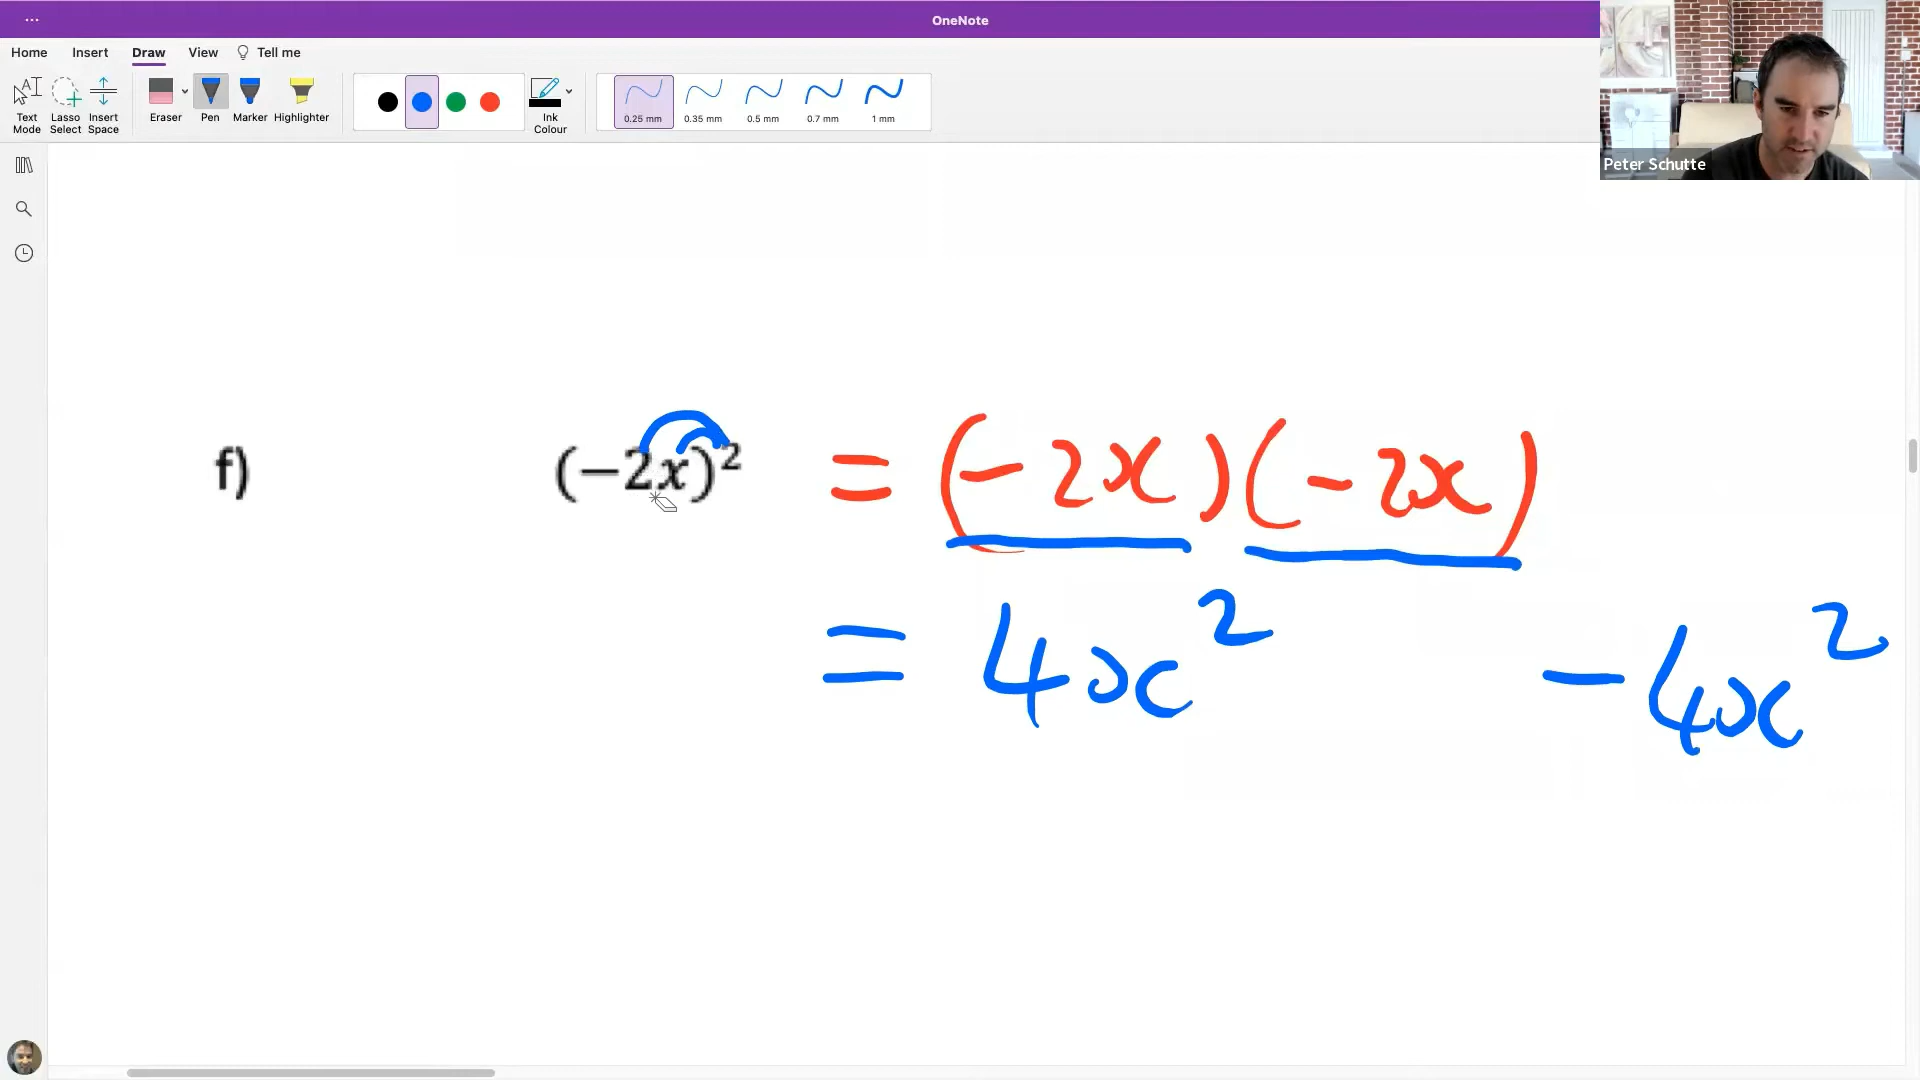 OneNote
Home Insert Draw View Tell me
Text Mode Lasso Select Insert Space Eraser Pen Marker Highlighter Ink Colour 0.25 mm 0.35 mm 0.5 mm 0.7 mm 1 mm
Peter Schutte
f) (−2x)² = (−2x)(−2x)
= 4x² −4x²